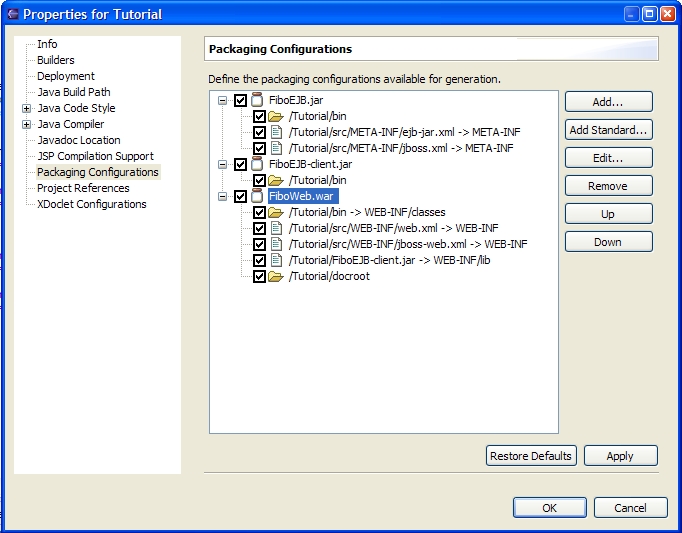 Properties for Tutorial
Info
Builders
Deployment
Java Build Path
Java Code Style
Java Compiler
Javadoc Location
JSP Compilation Support
Packaging Configurations
Project References
XDoclet Configurations
Packaging Configurations
Define the packaging configurations available for generation.
FiboEJB.jar
/Tutorial/bin
/Tutorial/src/META-INF/ejb-jar.xml -> META-INF
/Tutorial/src/META-INF/jboss.xml -> META-INF
FiboEJB-client.jar
/Tutorial/bin
FiboWeb.war
/Tutorial/bin -> WEB-INF/classes
/Tutorial/src/WEB-INF/web.xml -> WEB-INF
/Tutorial/src/WEB-INF/jboss-web.xml -> WEB-INF
/Tutorial/FiboEJB-client.jar -> WEB-INF/lib
/Tutorial/docroot
Add...
Add Standard...
Edit...
Remove
Up
Down
Restore Defaults
Apply
OK
Cancel